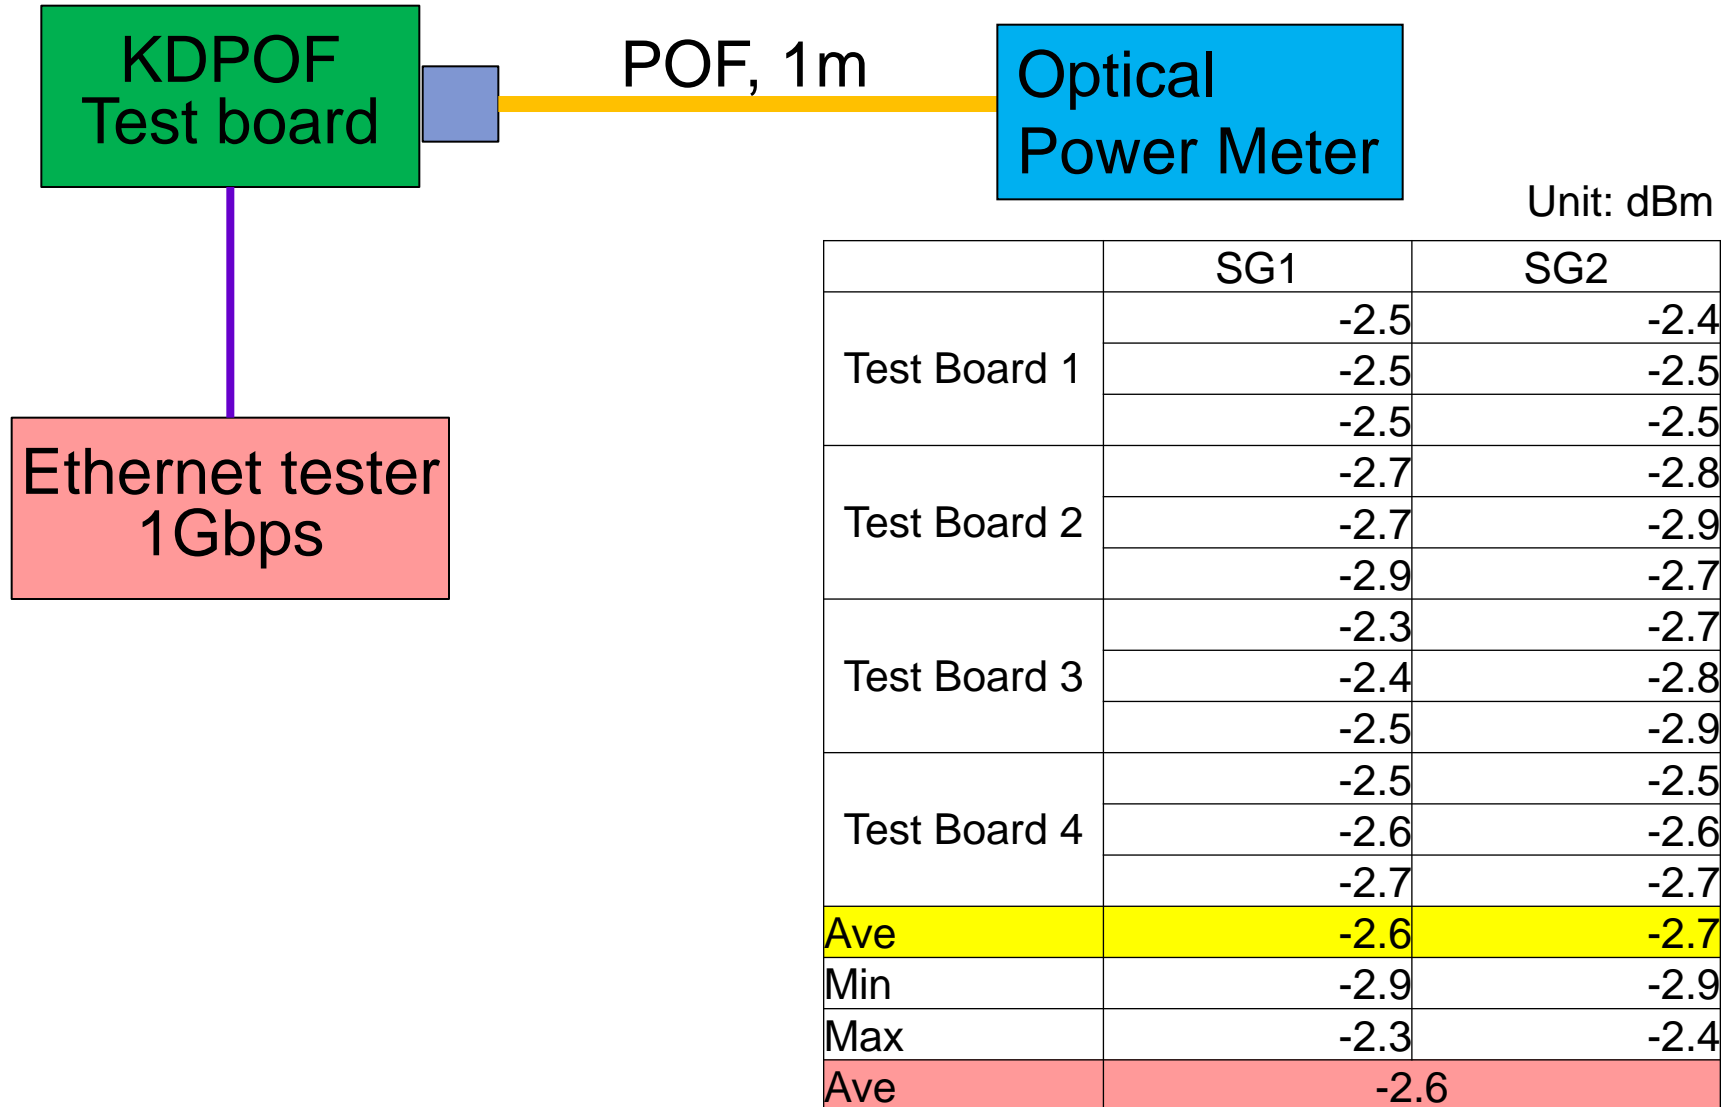 KDPOF
Test board
POF, 1m
Optical
Power Meter
Ethernet tester
1Gbps
Unit: dBm
SG1 SG2
Test Board 1
-2.5 -2.4
-2.5 -2.5
-2.5 -2.5
Test Board 2
-2.7 -2.8
-2.7 -2.9
-2.9 -2.7
Test Board 3
-2.3 -2.7
-2.4 -2.8
-2.5 -2.9
Test Board 4
-2.5 -2.5
-2.6 -2.6
-2.7 -2.7
Ave -2.6 -2.7
Min -2.9 -2.9
Max -2.3 -2.4
Ave -2.6